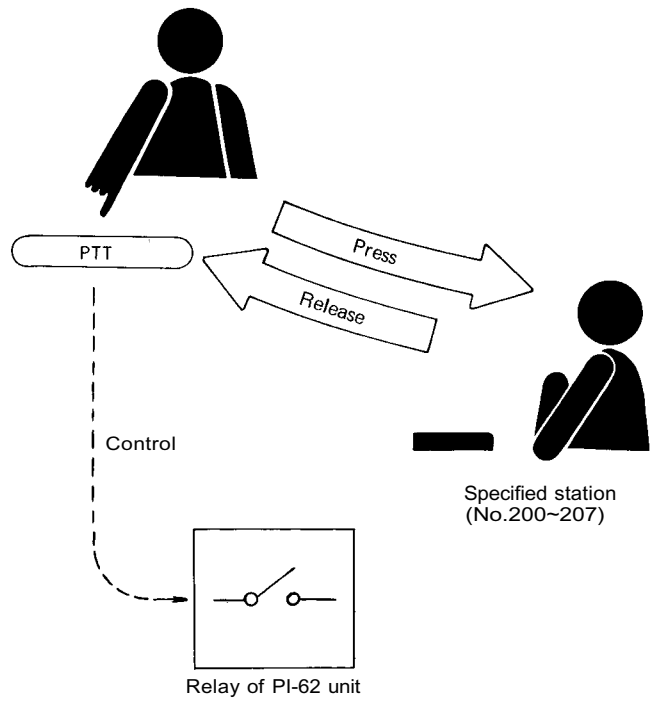 PTT
Press
Release
Control
Specified station
(No.200~207)
Relay of PI-62 unit